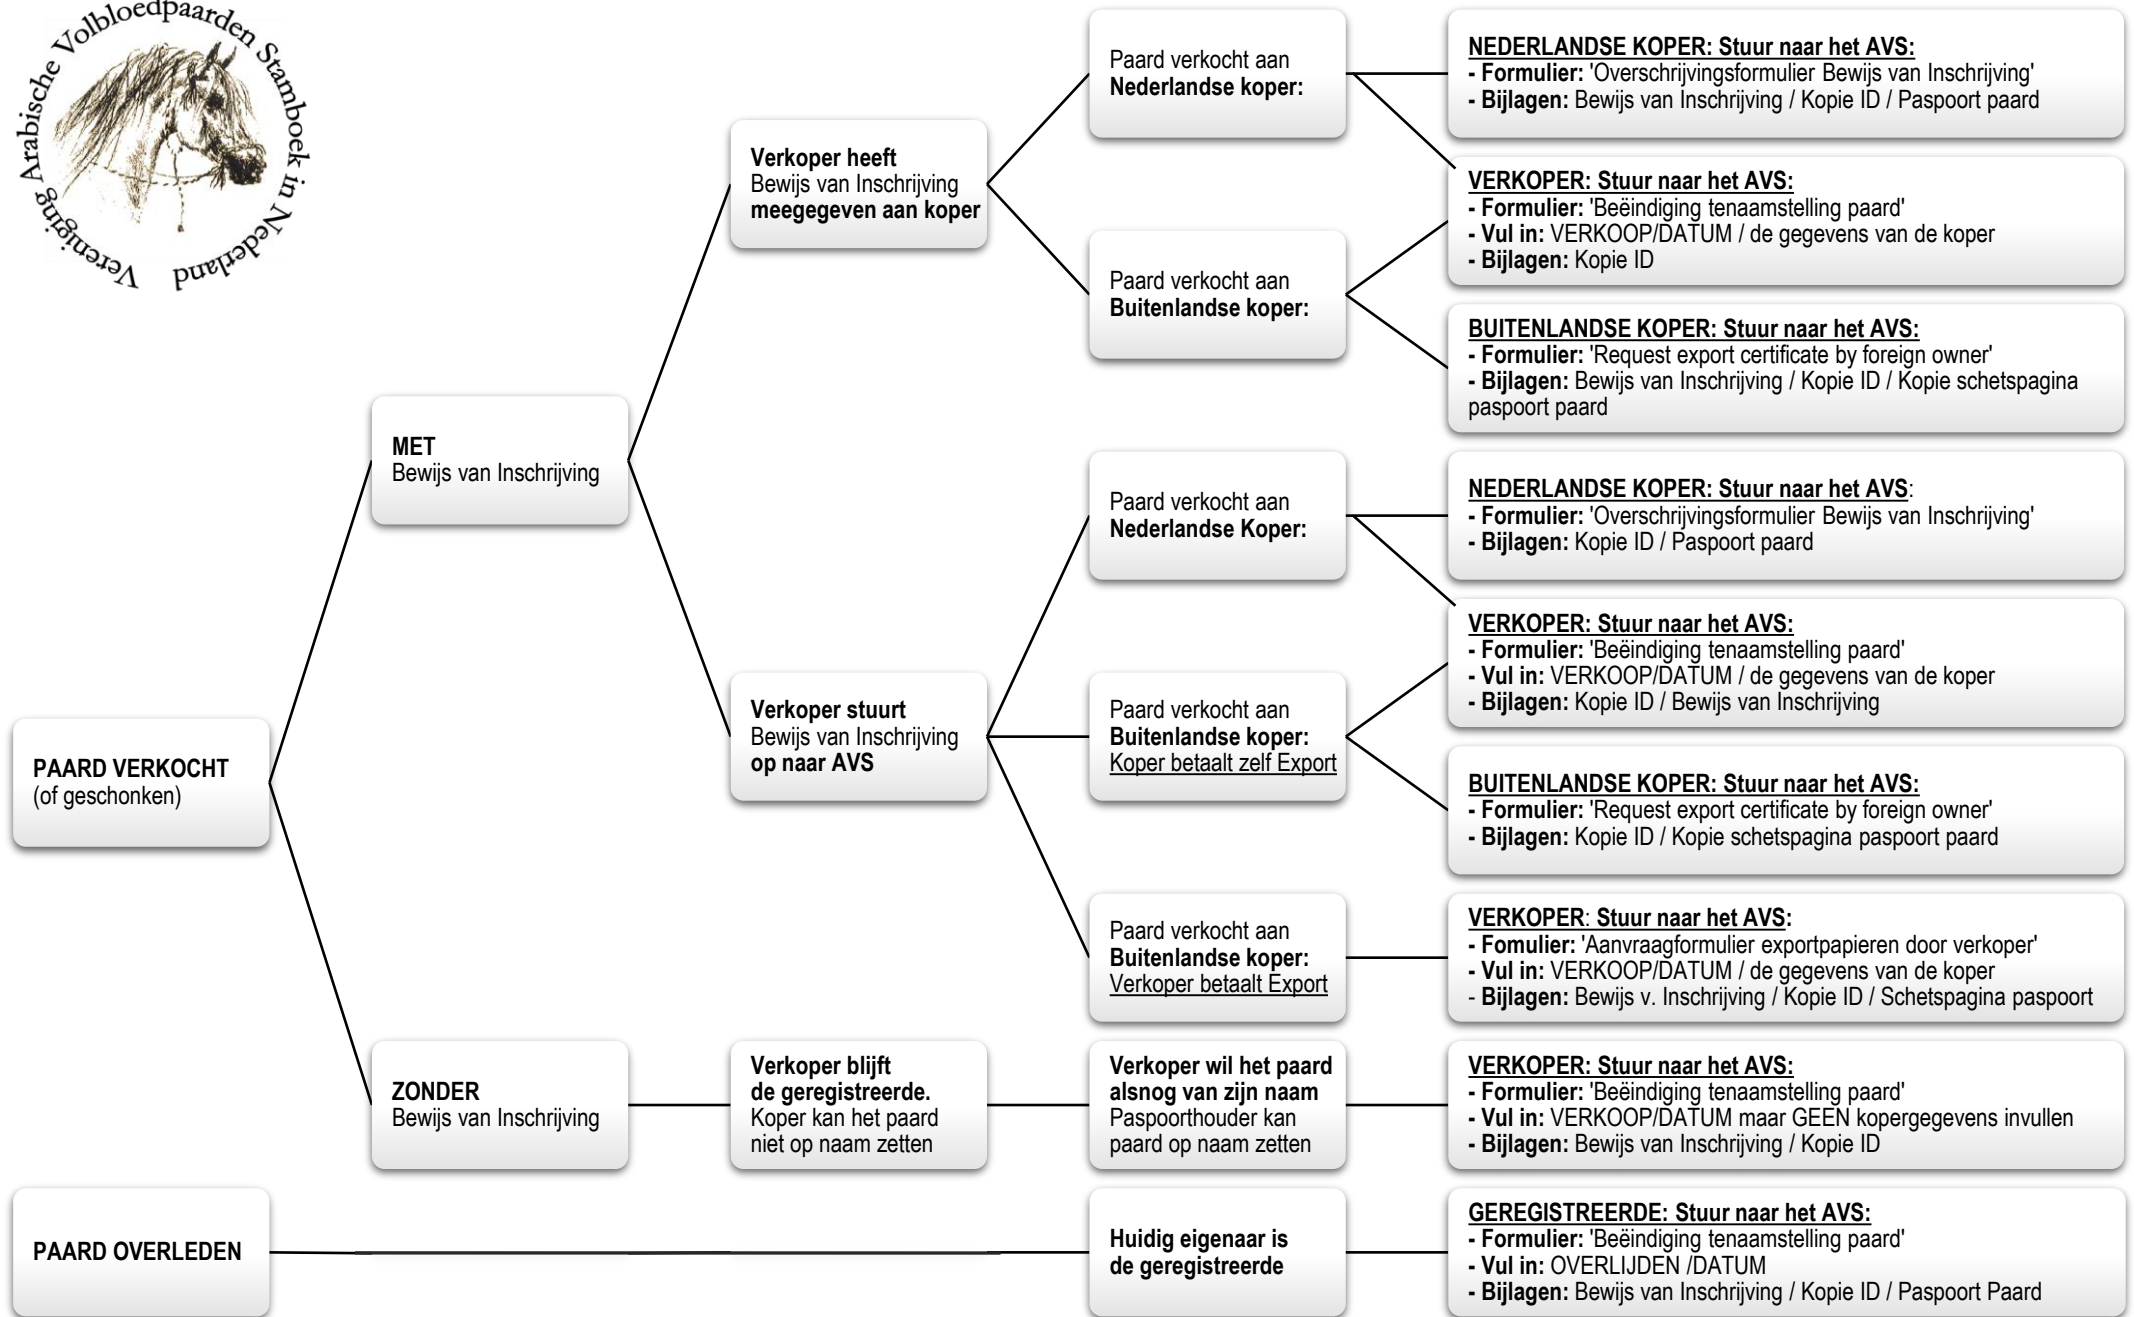 Vereniging Arabische Volbloedpaarden Stamboek in Nederland
Paard verkocht aan
Nederlandse koper:
NEDERLANDSE KOPER: Stuur naar het AVS:
- Formulier: 'Overschrijvingsformulier Bewijs van Inschrijving'
- Bijlagen: Bewijs van Inschrijving / Kopie ID / Paspoort paard
Verkoper heeft
Bewijs van Inschrijving
meegegeven aan koper
VERKOPER: Stuur naar het AVS:
- Formulier: 'Beëindiging tenaamstelling paard'
- Vul in: VERKOOP/DATUM / de gegevens van de koper
- Bijlagen: Kopie ID
Paard verkocht aan
Buitenlandse koper:
BUITENLANDSE KOPER: Stuur naar het AVS:
- Formulier: 'Request export certificate by foreign owner'
- Bijlagen: Bewijs van Inschrijving / Kopie ID / Kopie schetspagina
paspoort paard
MET
Bewijs van Inschrijving
Paard verkocht aan
Nederlandse Koper:
NEDERLANDSE KOPER: Stuur naar het AVS:
- Formulier: 'Overschrijvingsformulier Bewijs van Inschrijving'
- Bijlagen: Kopie ID / Paspoort paard
VERKOPER: Stuur naar het AVS:
- Formulier: 'Beëindiging tenaamstelling paard'
- Vul in: VERKOOP/DATUM / de gegevens van de koper
- Bijlagen: Kopie ID / Bewijs van Inschrijving
Verkoper stuurt
Bewijs van Inschrijving
op naar AVS
Paard verkocht aan
Buitenlandse koper:
Koper betaalt zelf Export
PAARD VERKOCHT
(of geschonken)
BUITENLANDSE KOPER: Stuur naar het AVS:
- Formulier: 'Request export certificate by foreign owner'
- Bijlagen: Kopie ID / Kopie schetspagina paspoort paard
Paard verkocht aan
Buitenlandse koper:
Verkoper betaalt Export
VERKOPER: Stuur naar het AVS:
- Fomulier: 'Aanvraagformulier exportpapieren door verkoper'
- Vul in: VERKOOP/DATUM / de gegevens van de koper
- Bijlagen: Bewijs v. Inschrijving / Kopie ID / Schetspagina paspoort
ZONDER
Bewijs van Inschrijving
Verkoper blijft
de geregistreerde.
Koper kan het paard
niet op naam zetten
Verkoper wil het paard
alsnog van zijn naam
Paspoorthouder kan
paard op naam zetten
VERKOPER: Stuur naar het AVS:
- Formulier: 'Beëindiging tenaamstelling paard'
- Vul in: VERKOOP/DATUM maar GEEN kopergegevens invullen
- Bijlagen: Bewijs van Inschrijving / Kopie ID
PAARD OVERLEDEN
Huidig eigenaar is
de geregistreerde
GEREGISTREERDE: Stuur naar het AVS:
- Formulier: 'Beëindiging tenaamstelling paard'
- Vul in: OVERLIJDEN /DATUM
- Bijlagen: Bewijs van Inschrijving / Kopie ID / Paspoort Paard